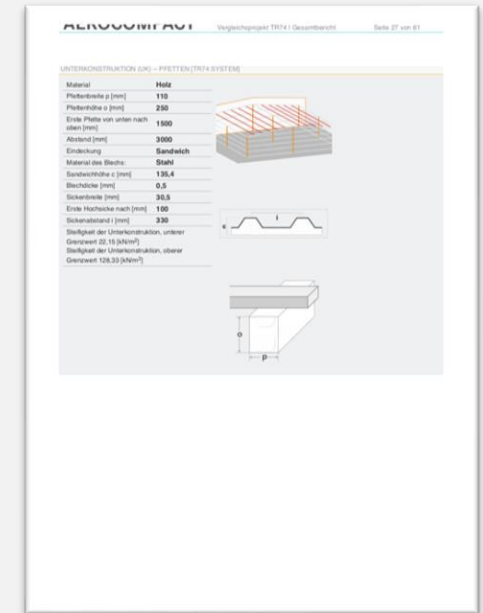 AEROCOMPACT Vergleichsprojekt TR74 I Gesamtbericht Seite 27 von 61
UNTERKONSTRUKTION (UK) – PFETTEN [TR74 SYSTEM]
Material Holz
Pfettenbreite p [mm] 110
Pfettenhöhe o [mm] 250
Erste Pfette von unten nach
oben [mm] 1500
Abstand [mm] 3000
Eindeckung Sandwich
Material des Blechs: Stahl
Sandwichhöhe c [mm] 135,4
Blechdicke [mm] 0,5
Sickenbreite [mm] 30,5
Erste Hochsicke nach [mm] 100
Sickenabstand i [mm] 330
Steifigkeit der Unterkonstruktion, unterer
Grenzwert 22,15 [kN/m²]
Steifigkeit der Unterkonstruktion, oberer
Grenzwert 128,33 [kN/m²]
i
c
o
p